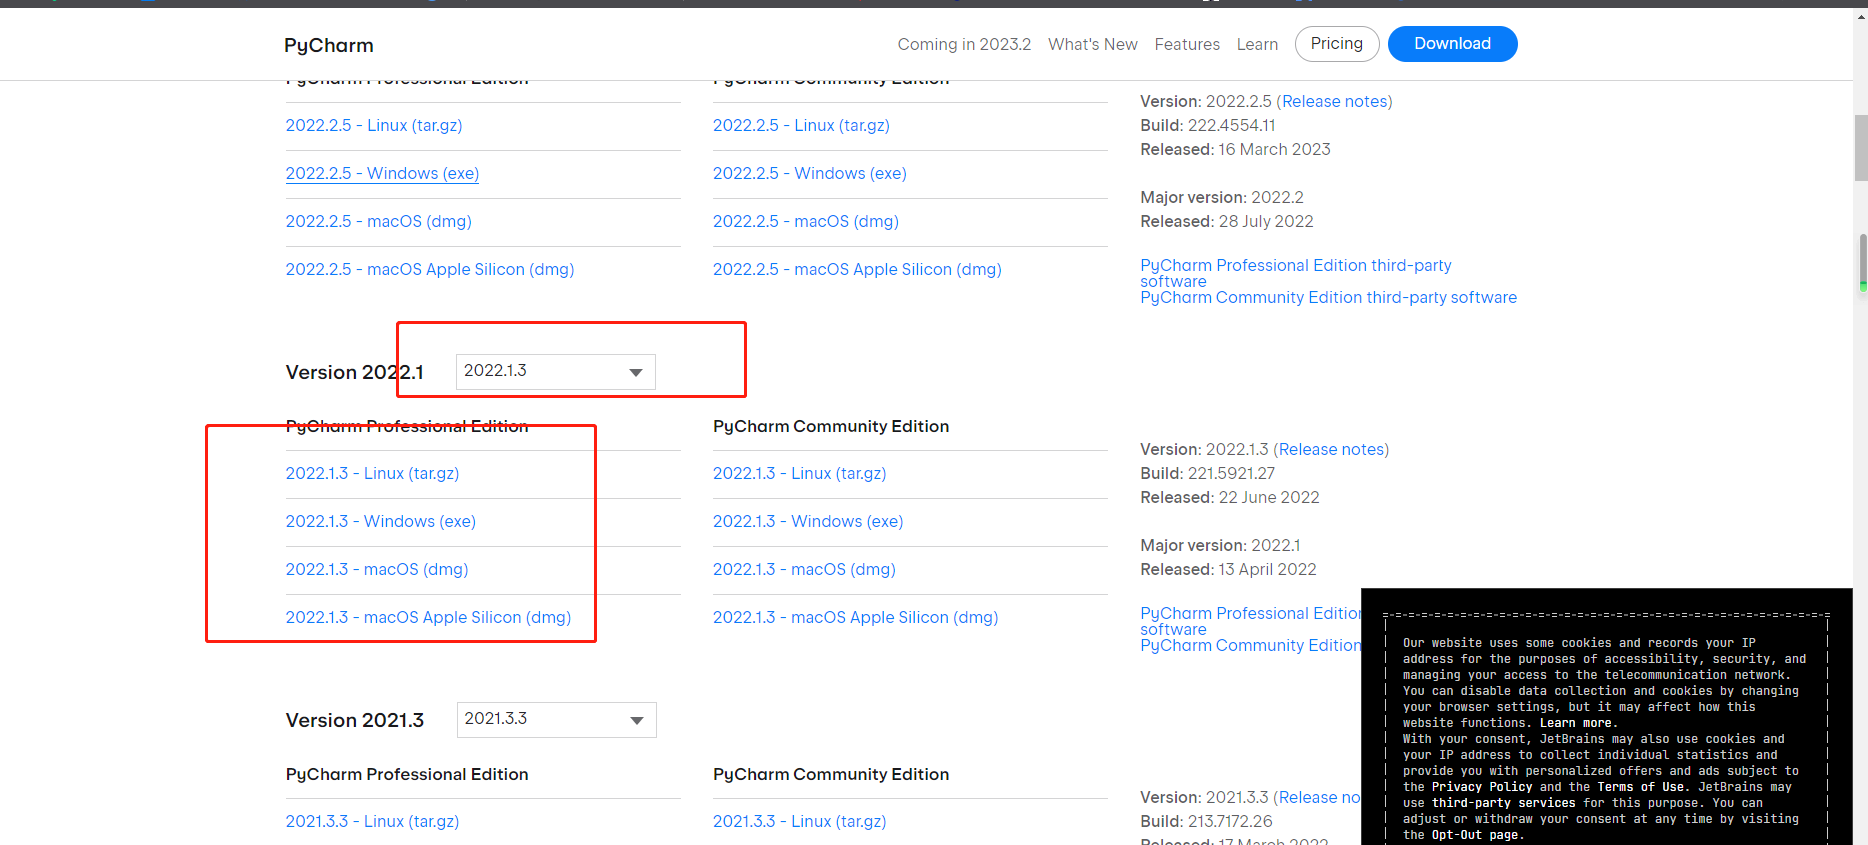 PyCharm
Coming in 2023.2 What's New Features Learn Pricing Download
PyCharm Professional Edition PyCharm Community Edition
Version: 2022.2.5 (Release notes)
2022.2.5 - Linux (tar.gz) 2022.2.5 - Linux (tar.gz) Build: 222.4554.11
Released: 16 March 2023
2022.2.5 - Windows (exe) 2022.2.5 - Windows (exe)
Major version: 2022.2
2022.2.5 - macOS (dmg) 2022.2.5 - macOS (dmg) Released: 28 July 2022
2022.2.5 - macOS Apple Silicon (dmg) 2022.2.5 - macOS Apple Silicon (dmg) PyCharm Professional Edition third-party
software
PyCharm Community Edition third-party software
Version 2022.1 2022.1.3
PyCharm Professional Edition PyCharm Community Edition
Version: 2022.1.3 (Release notes)
2022.1.3 - Linux (tar.gz) 2022.1.3 - Linux (tar.gz) Build: 221.5921.27
Released: 22 June 2022
2022.1.3 - Windows (exe) 2022.1.3 - Windows (exe)
Major version: 2022.1
2022.1.3 - macOS (dmg) 2022.1.3 - macOS (dmg) Released: 13 April 2022
2022.1.3 - macOS Apple Silicon (dmg) 2022.1.3 - macOS Apple Silicon (dmg) PyCharm Professional Edition
software
PyCharm Community Edition
Version 2021.3 2021.3.3
PyCharm Professional Edition PyCharm Community Edition
Version: 2021.3.3 (Release no
2021.3.3 - Linux (tar.gz) 2021.3.3 - Linux (tar.gz) Build: 213.7172.26
Released: 17 March 2022
Our website uses some cookies and records your IP
address for the purposes of accessibility, security, and
managing your access to the telecommunication network.
You can disable data collection and cookies by changing
your browser settings, but it may affect how this
website functions. Learn more.
With your consent, JetBrains may also use cookies and
your IP address to collect individual statistics and
provide you with personalized offers and ads subject to
the Privacy Policy and the Terms of Use. JetBrains may
use third-party services for this purpose. You can
adjust or withdraw your consent at any time by visiting
the Opt-Out page.